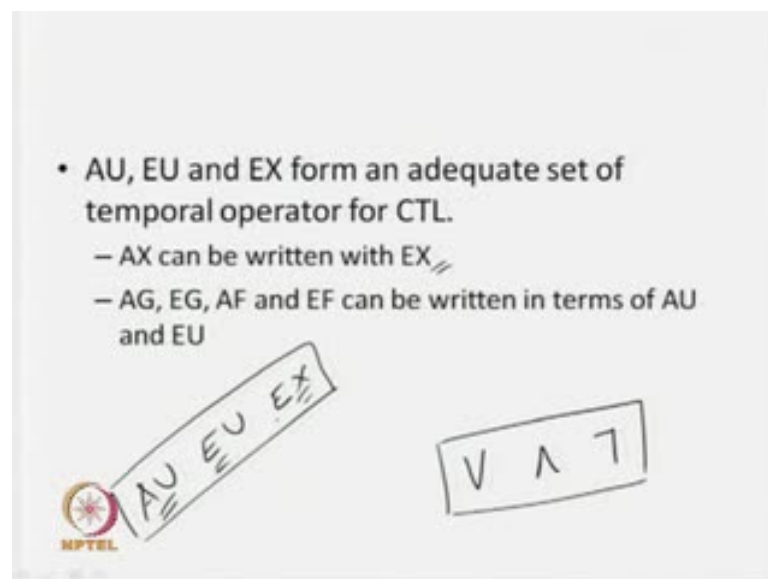 • AU, EU and EX form an adequate set of
temporal operator for CTL.
– AX can be written with EX
– AG, EG, AF and EF can be written in terms of AU
and EU
AU EU EX
∨ ∧ ¬
NPTEL